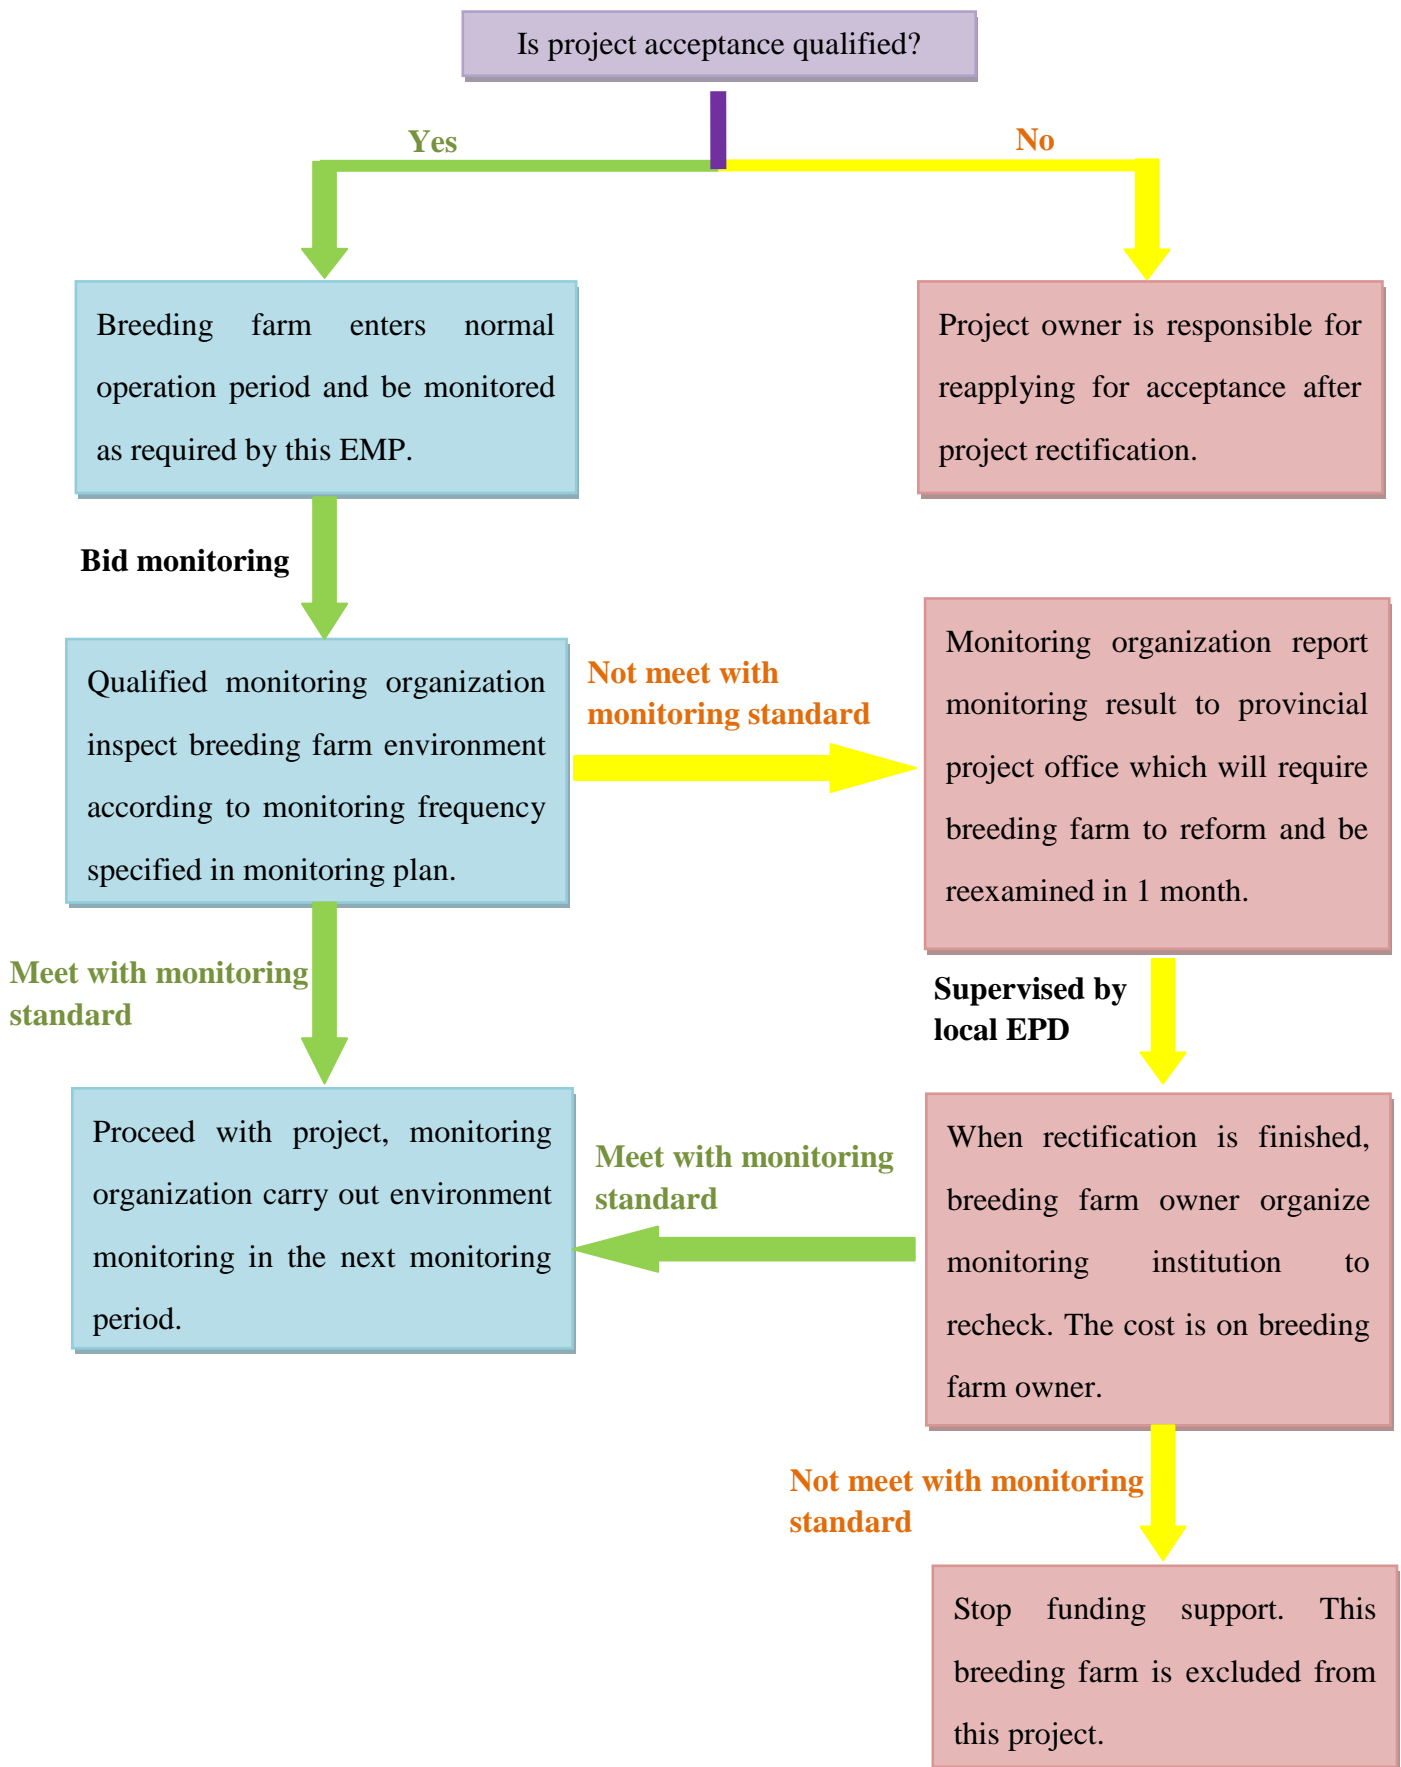 Is project acceptance qualified?
Yes
No
Breeding farm enters normal
operation period and be monitored
as required by this EMP.
Project owner is responsible for
reapplying for acceptance after
project rectification.
Bid monitoring
Qualified monitoring organization
inspect breeding farm environment
according to monitoring frequency
specified in monitoring plan.
Not meet with
monitoring standard
Monitoring organization report
monitoring result to provincial
project office which will require
breeding farm to reform and be
reexamined in 1 month.
Meet with monitoring
standard
Supervised by
local EPD
Proceed with project, monitoring
organization carry out environment
monitoring in the next monitoring
period.
Meet with monitoring
standard
When rectification is finished,
breeding farm owner organize
monitoring institution to
recheck. The cost is on breeding
farm owner.
Not meet with monitoring
standard
Stop funding support. This
breeding farm is excluded from
this project.